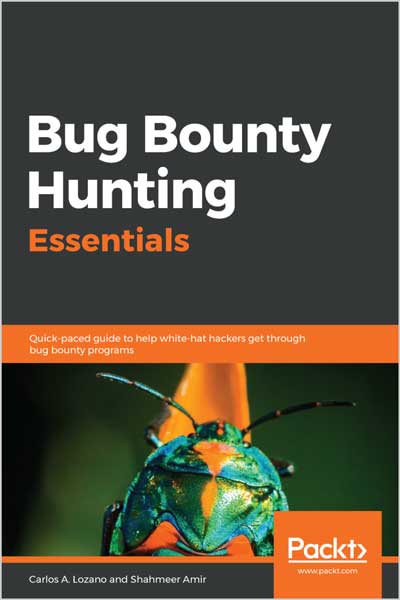 Bug Bounty
Hunting
Essentials
Quick-paced guide to help white-hat hackers get through
bug bounty programs
Packt>
www.packt.com
Carlos A. Lozano and Shahmeer Amir